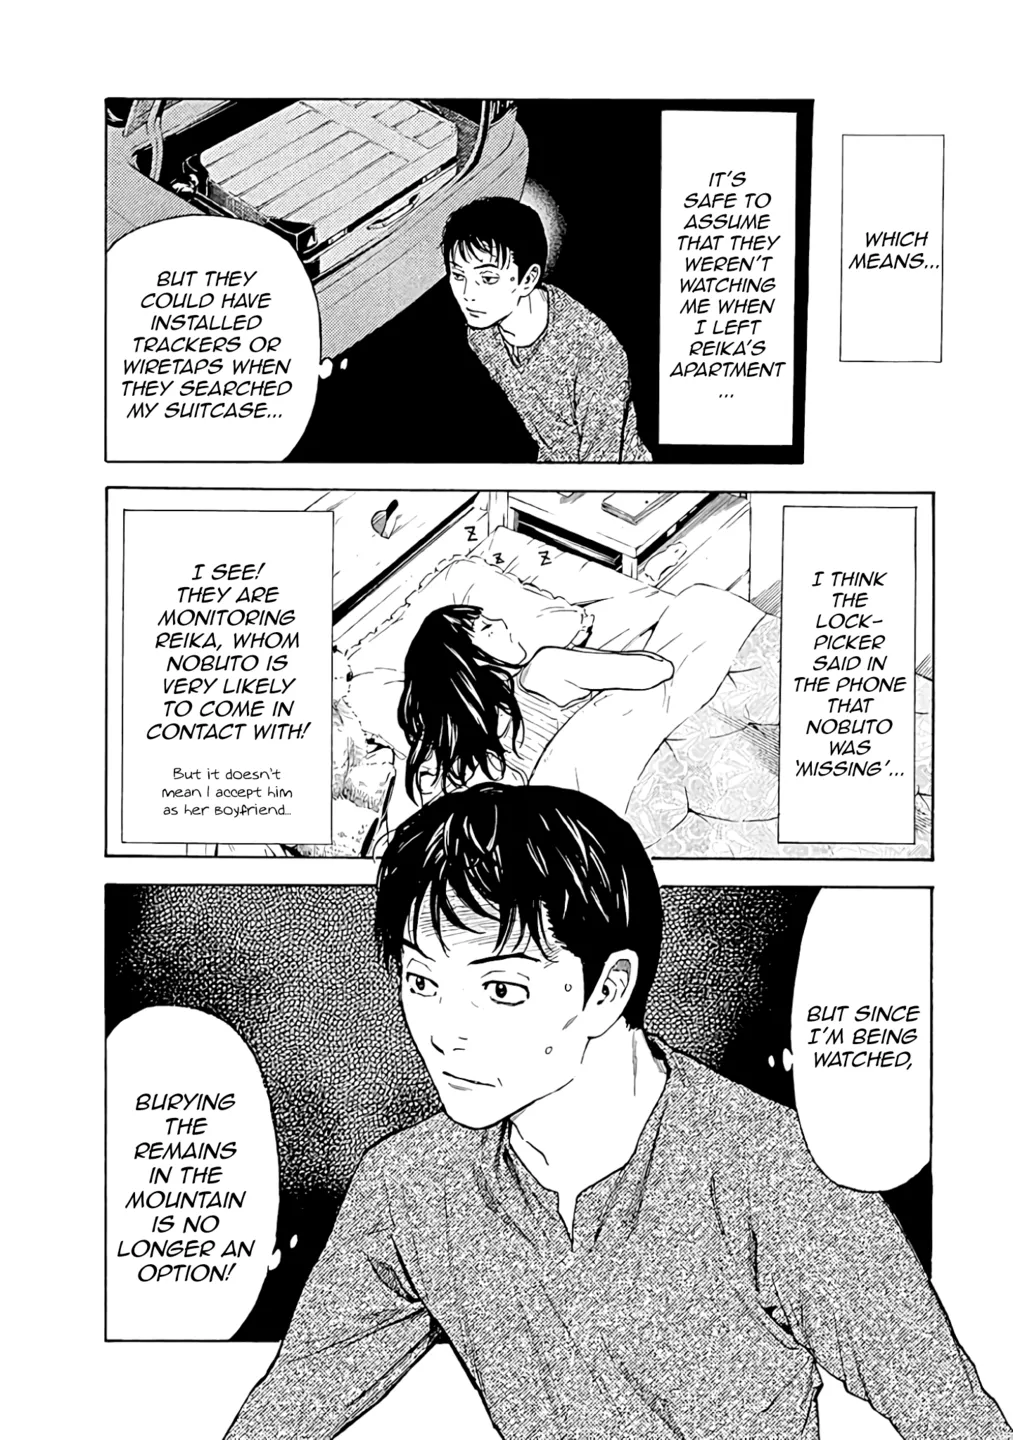 WHICH
MEANS...
IT'S
SAFE TO
ASSUME
THAT THEY
WEREN'T
WATCHING
ME WHEN
I LEFT
REIKA'S
APARTMENT
...
BUT THEY
COULD HAVE
INSTALLED
TRACKERS OR
WIRETAPS WHEN
THEY SEARCHED
MY SUITCASE...
I THINK
THE
LOCK-
PICKER
SAID IN
THE PHONE
THAT
NOBUTO
WAS
'MISSING'...
Z
Z
Z
Z
I SEE!
THEY ARE
MONITORING
REIKA, WHOM
NOBUTO IS
VERY LIKELY
TO COME IN
CONTACT WITH!
But it doesn't
mean I accept him
as her Boyfriend...
BUT SINCE
I'M BEING
WATCHED,
BURYING
THE
REMAINS
IN THE
MOUNTAIN
IS NO
LONGER AN
OPTION!